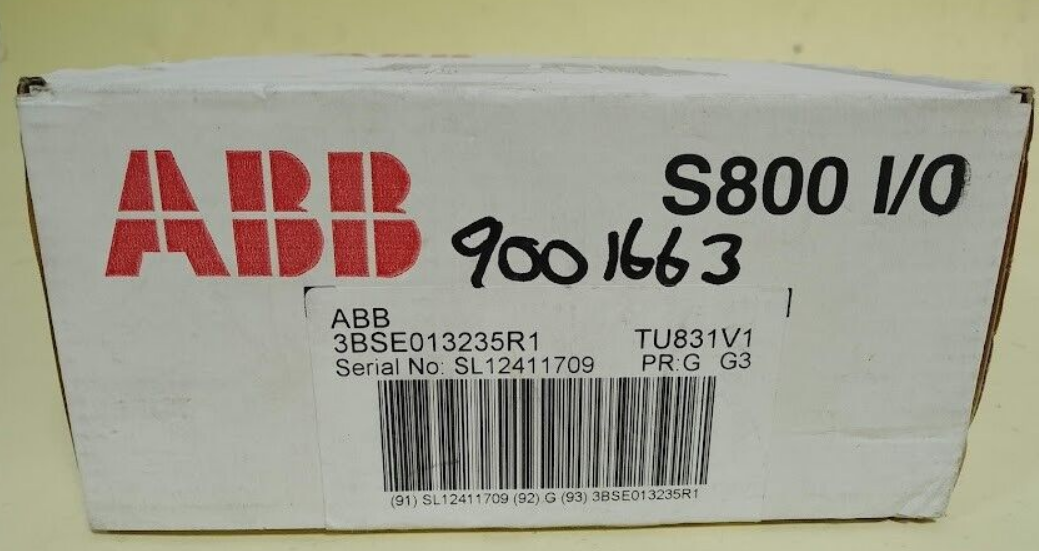 ABB
S800 I/O
9001663
ABB
3BSE013235R1 TU831V1
Serial No: SL12411709 PR:G G3
(91) SL12411709 (92) G (93) 3BSE013235R1